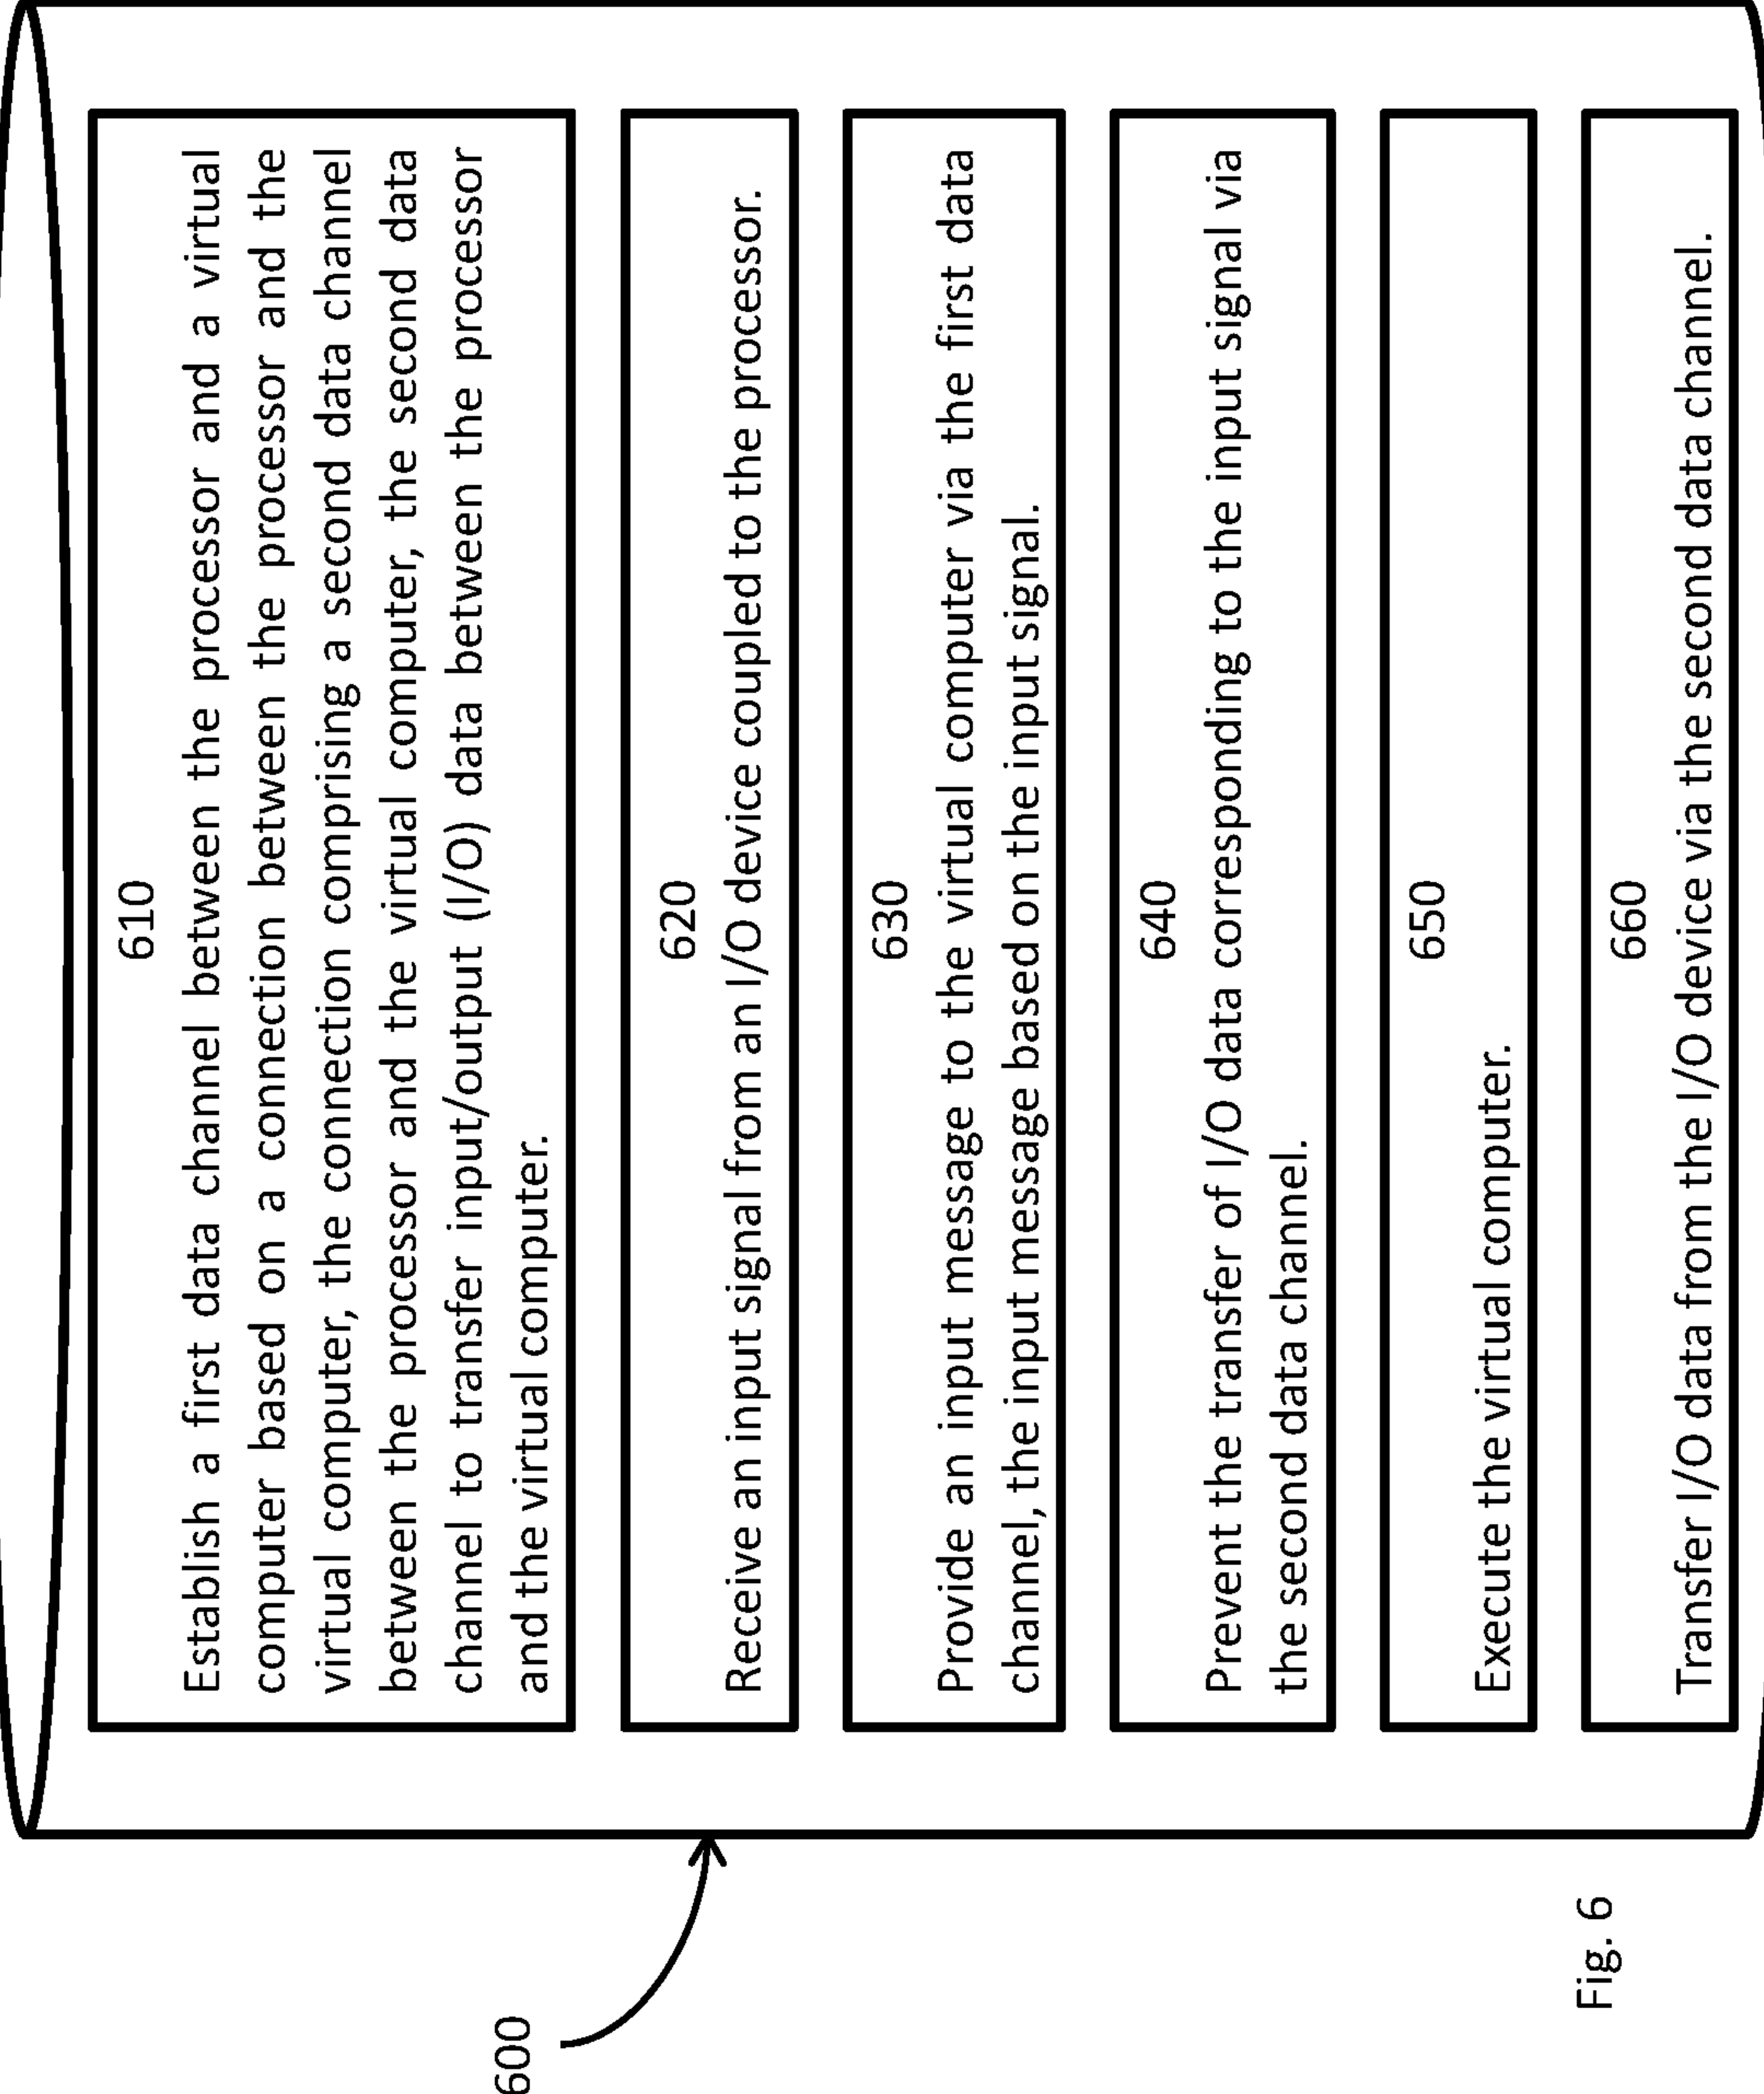 610
Establish a first data channel between the processor and a virtual
computer based on a connection between the processor and the
virtual computer, the connection comprising a second data channel
between the processor and the virtual computer, the second data
channel to transfer input/output (I/O) data between the processor
and the virtual computer.
620
Receive an input signal from an I/O device coupled to the processor.
630
Provide an input message to the virtual computer via the first data
channel, the input message based on the input signal.
640
Prevent the transfer of I/O data corresponding to the input signal via
the second data channel.
650
Execute the virtual computer.
660
Transfer I/O data from the I/O device via the second data channel.
600
Fig. 6